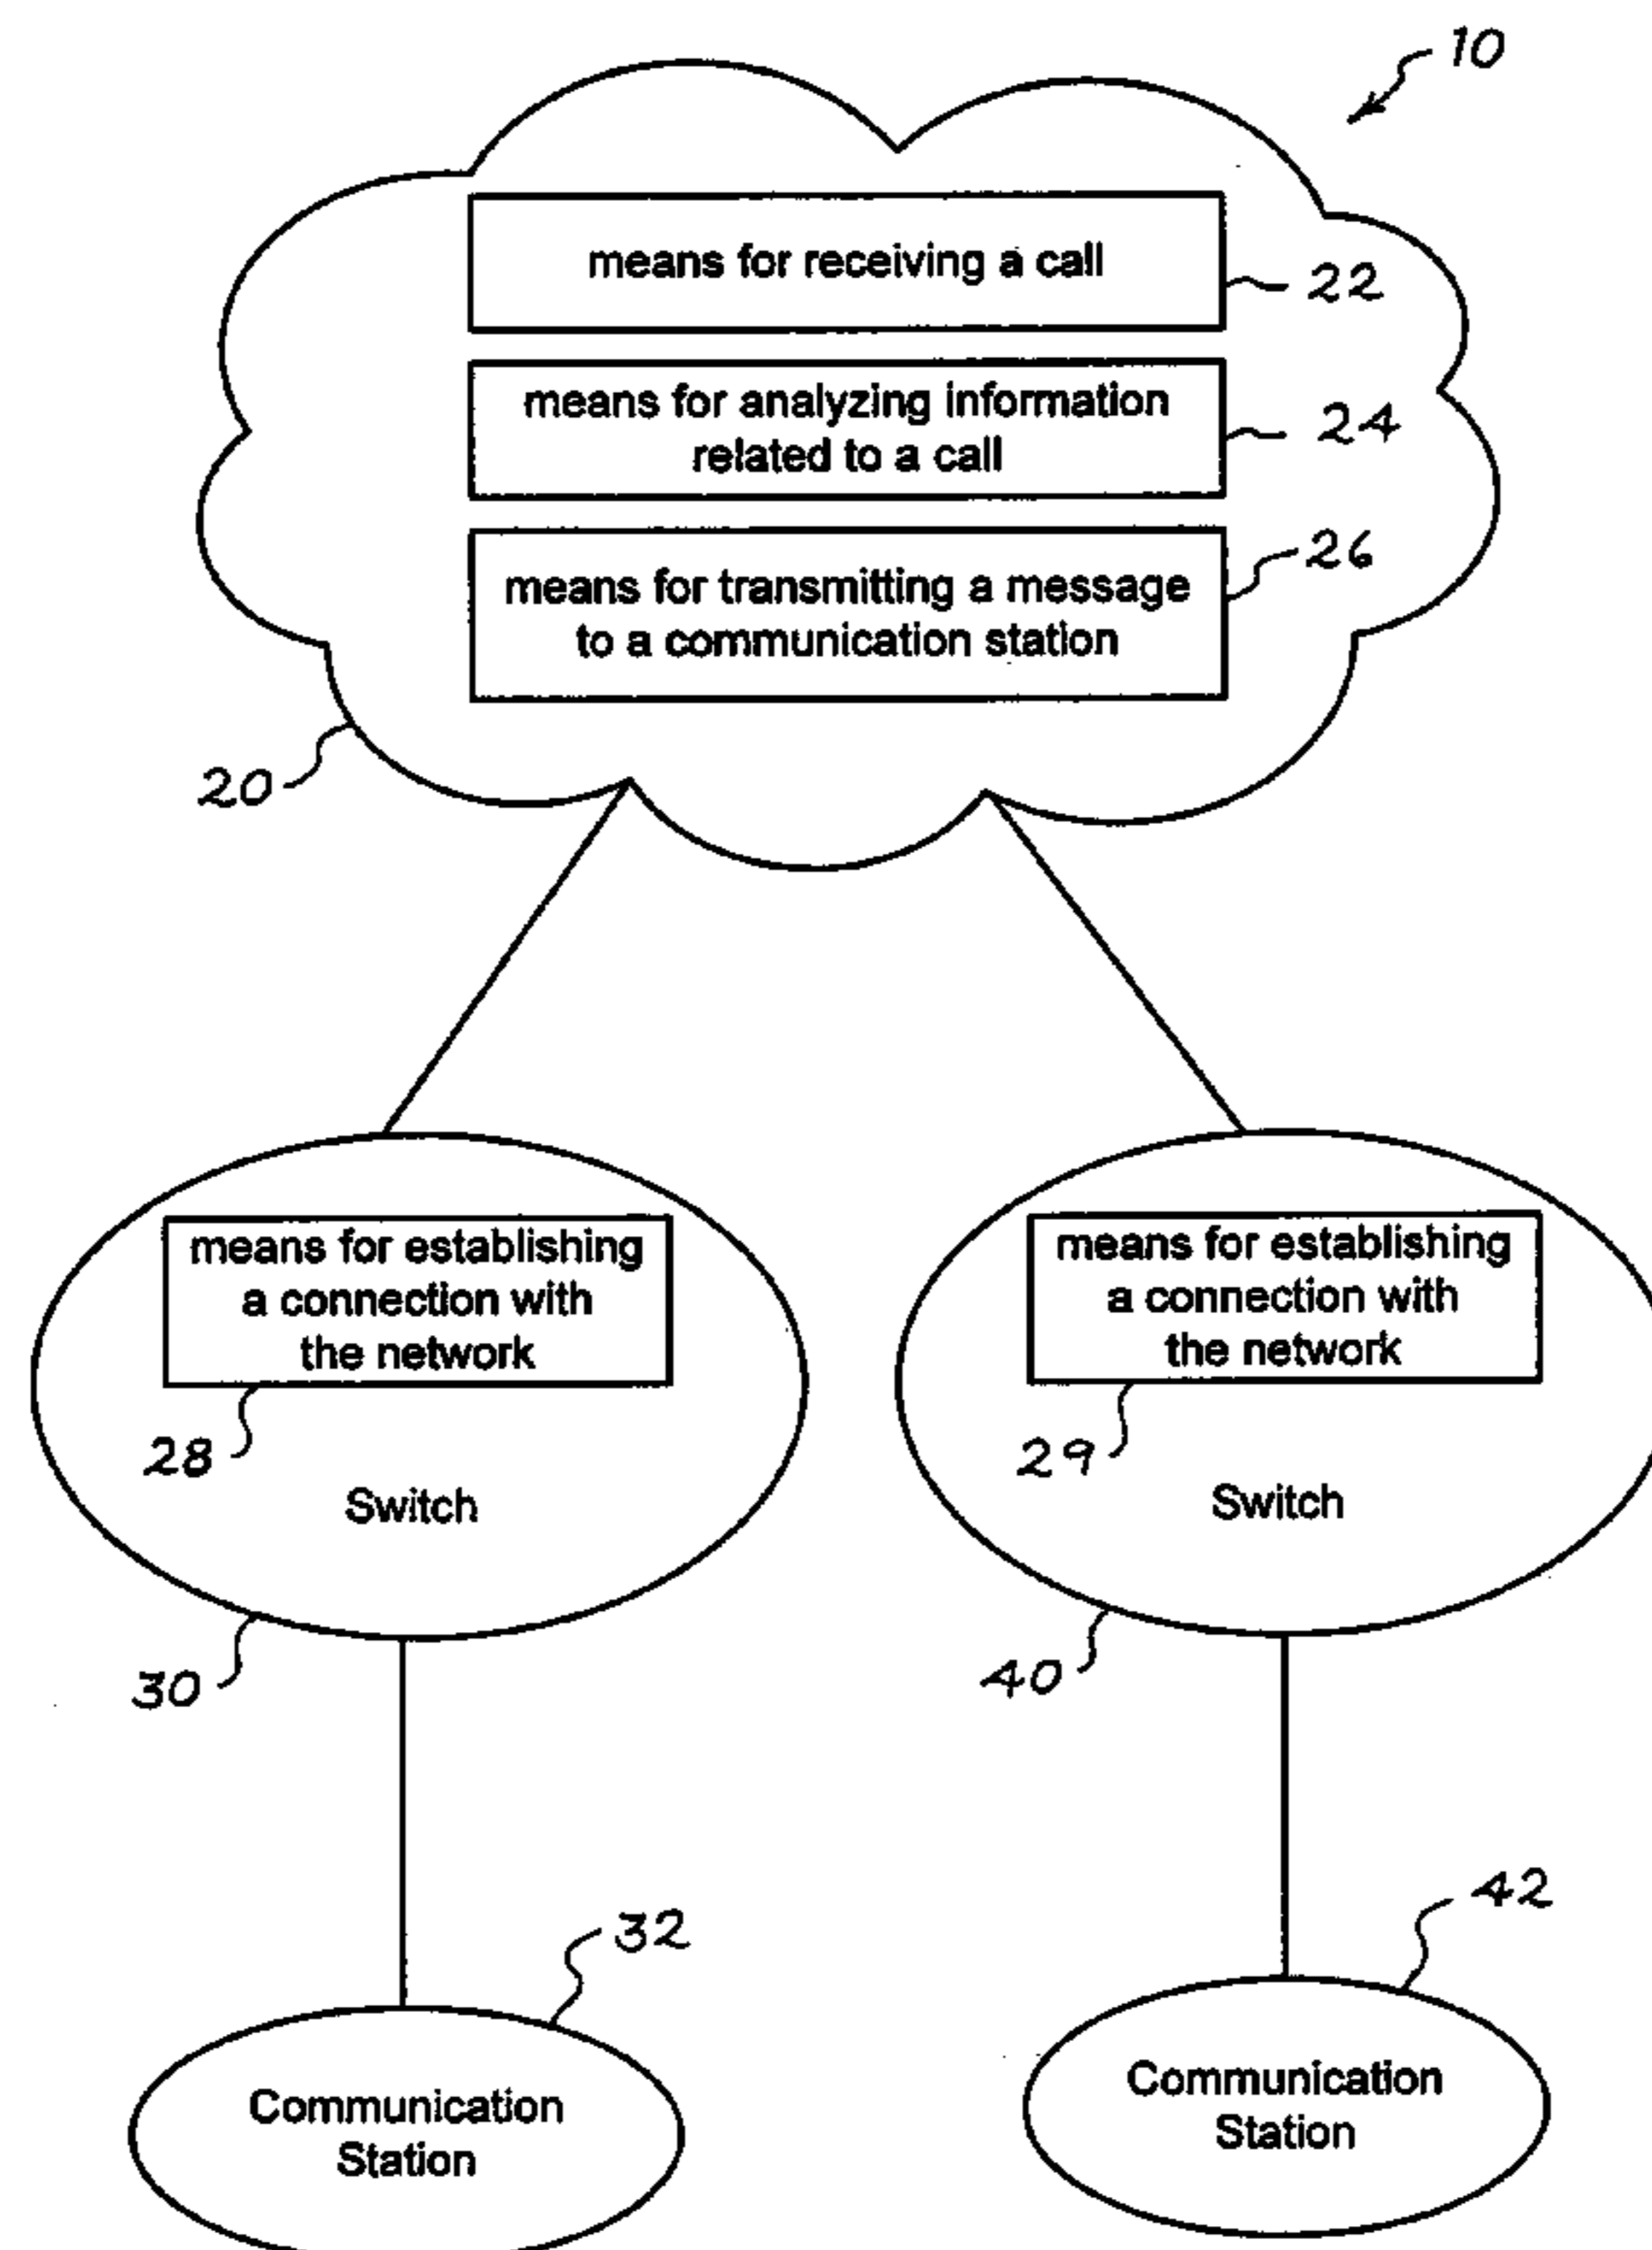 10
means for receiving a call
22
means for analyzing information
related to a call
24
means for transmitting a message
to a communication station
26
20
means for establishing
a connection with
the network
28
Switch
30
means for establishing
a connection with
the network
29
Switch
40
32
Communication
Station
42
Communication
Station